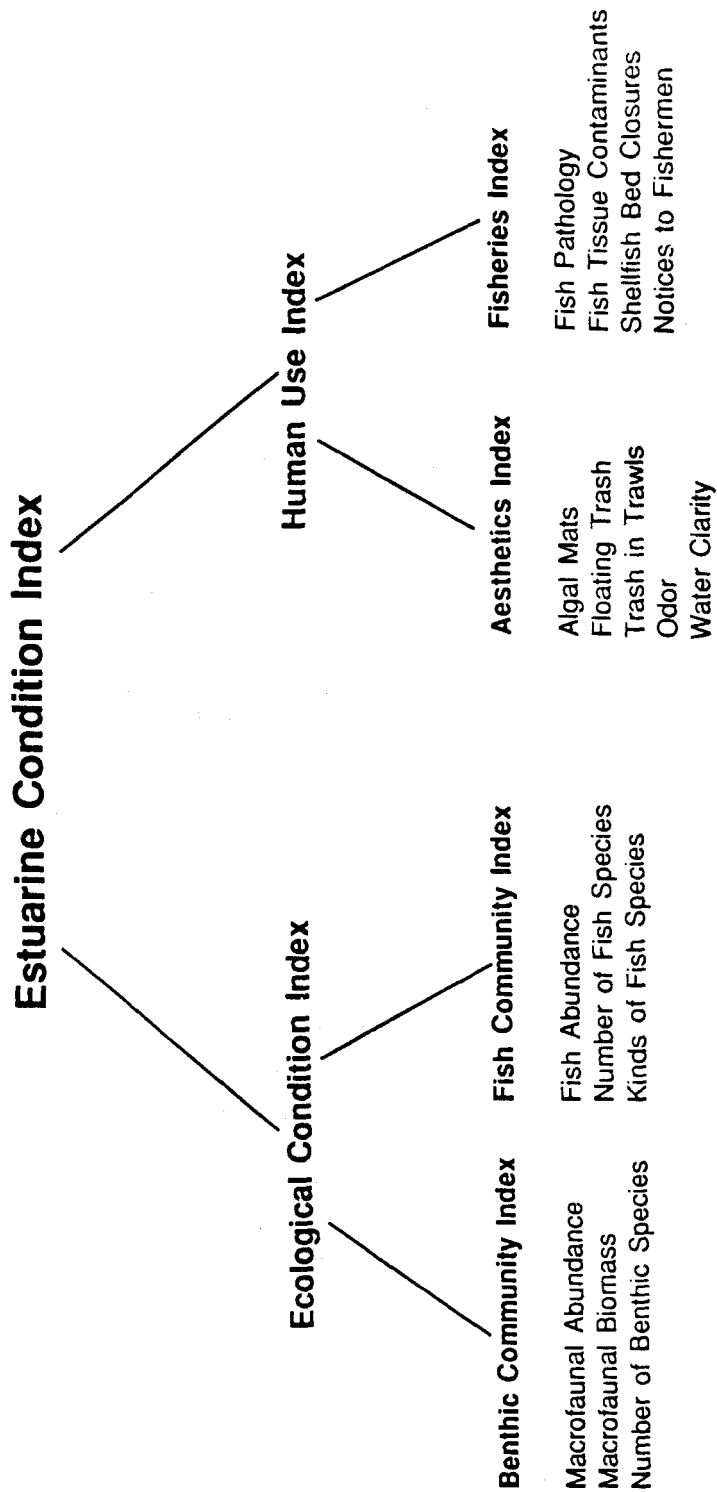 Estuarine Condition Index
Ecological Condition Index
Human Use Index
Benthic Community Index
Macrofaunal Abundance
Macrofaunal Biomass
Number of Benthic Species
Fish Community Index
Fish Abundance
Number of Fish Species
Kinds of Fish Species
Aesthetics Index
Algal Mats
Floating Trash
Trash in Trawls
Odor
Water Clarity
Fisheries Index
Fish Pathology
Fish Tissue Contaminants
Shellfish Bed Closures
Notices to Fishermen